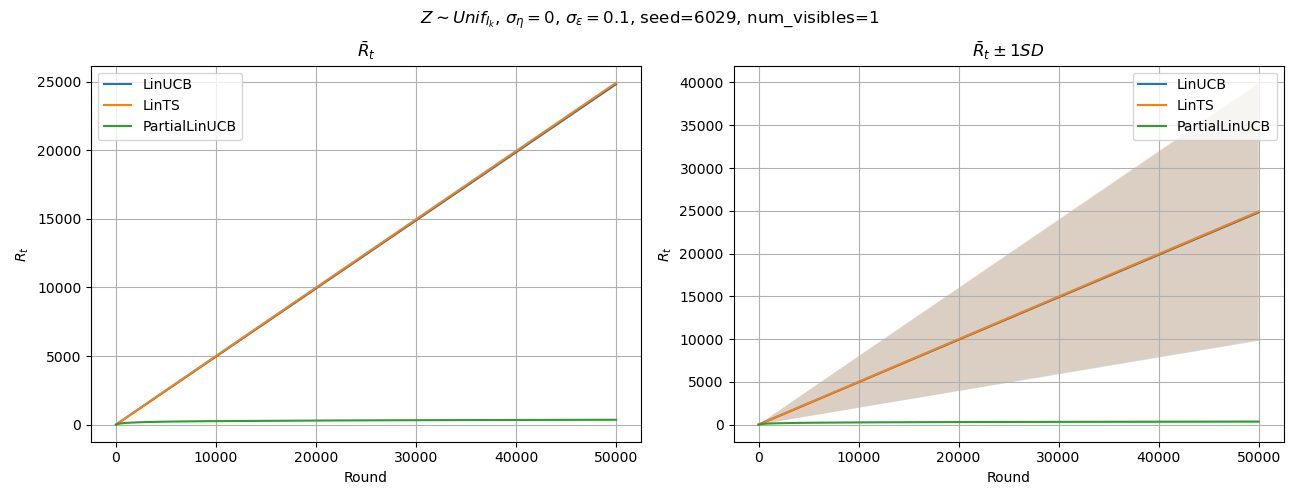 Z ∼ Unif_{I_k}, σ_η = 0, σ_ε = 0.1, seed=6029, num_visibles=1
R̄_t
25000
20000
15000
10000
5000
0
R_t
LinUCB
LinTS
PartialLinUCB
0 10000 20000 30000 40000 50000
Round
R̄_t ± 1SD
40000
35000
30000
25000
20000
15000
10000
5000
0
R_t
LinUCB
LinTS
PartialLinUCB
0 10000 20000 30000 40000 50000
Round